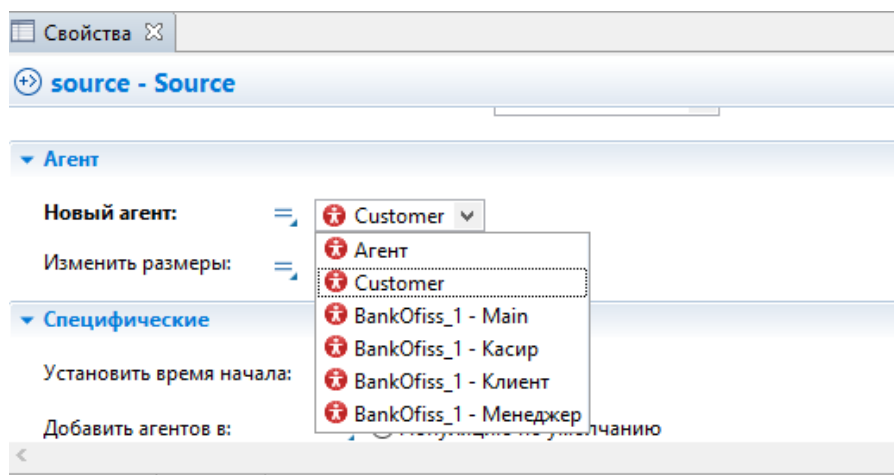 Свойства
source - Source
Агент
Новый агент: Customer
Агент
Изменить размеры:
Customer
Специфические
BankOfiss_1 - Main
BankOfiss_1 - Касир
Установить время начала:
BankOfiss_1 - Клиент
BankOfiss_1 - Менеджер
Добавить агентов в: